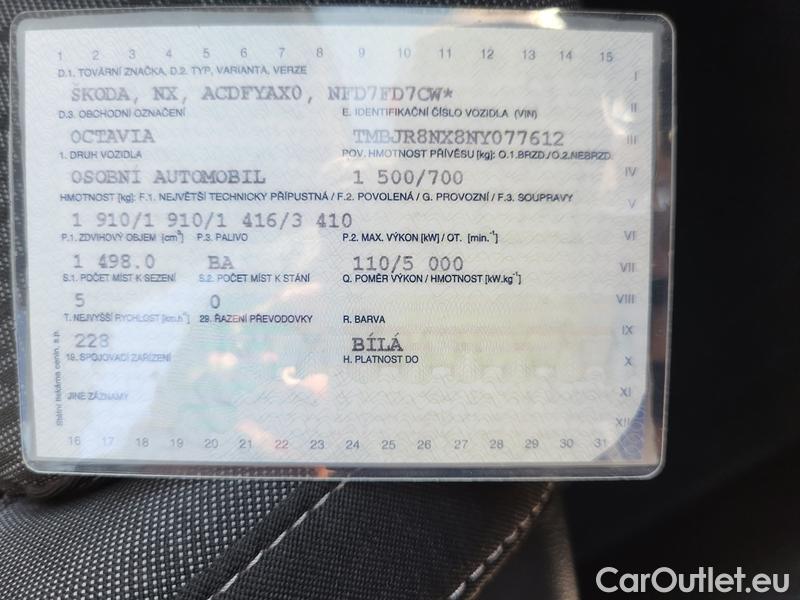 1 2 3 4 5 6 7 8 9 10 11 12 13 14 15
D.1. TOVÁRNÍ ZNAČKA, D.2. TYP, VARIANTA, VERZE
I
ŠKODA, NX, ACDFYAX0, NFD7FD7CW*
D.3. OBCHODNÍ OZNAČENÍ E. IDENTIFIKAČNÍ ČÍSLO VOZIDLA (VIN)
II
OCTAVIA TMBJR8NX8NY077612
III
1. DRUH VOZIDLA POV. HMOTNOST PŘÍVĚSU [kg]: O.1.BRZD./O.2.NEBRZD.
OSOBNÍ AUTOMOBIL 1 500/700
IV
HMOTNOST [kg]: F.1. NEJVĚTŠÍ TECHNICKY PŘÍPUSTNÁ / F.2. POVOLENÁ / G. PROVOZNÍ / F.3. SOUPRAVY
V
1 910/1 910/1 416/3 410
P.1. ZDVIHOVÝ OBJEM [cm³] P.3. PALIVO P.2. MAX. VÝKON [kW] / OT. [min.⁻¹]
VI
1 498.0 BA 110/5 000
VII
S.1. POČET MÍST K SEZENÍ S.2. POČET MÍST K STÁNÍ Q. POMĚR VÝKON / HMOTNOST [kW.kg⁻¹]
5 0
VIII
T. NEJVYŠŠÍ RYCHLOST [km.h⁻¹] 29. ŘAZENÍ PŘEVODOVKY R. BARVA
IX
228 BÍLÁ
18. SPOJOVACÍ ZAŘÍZENÍ H. PLATNOST DO
X
JINÉ ZÁZNAMY
XI
XII
16 17 18 19 20 21 22 23 24 25 26 27 28 29 30 31
Státní tiskárna cenin, s.p.
CarOutlet.eu